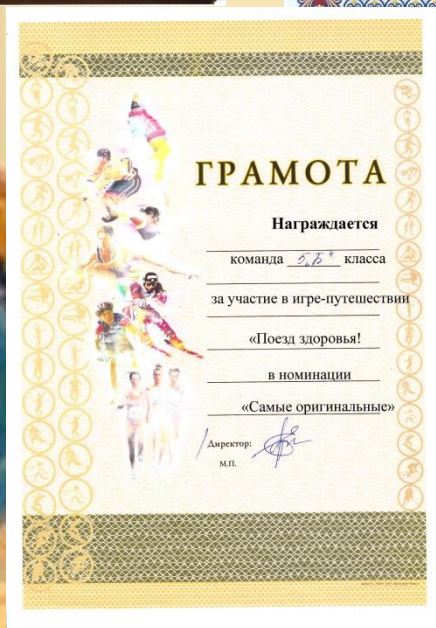 ГРАМОТА
Награждается
команда 5„Б" класса
за участие в игре-путешествии
«Поезд здоровья!
в номинации
«Самые оригинальные»
Директор:
М.П.